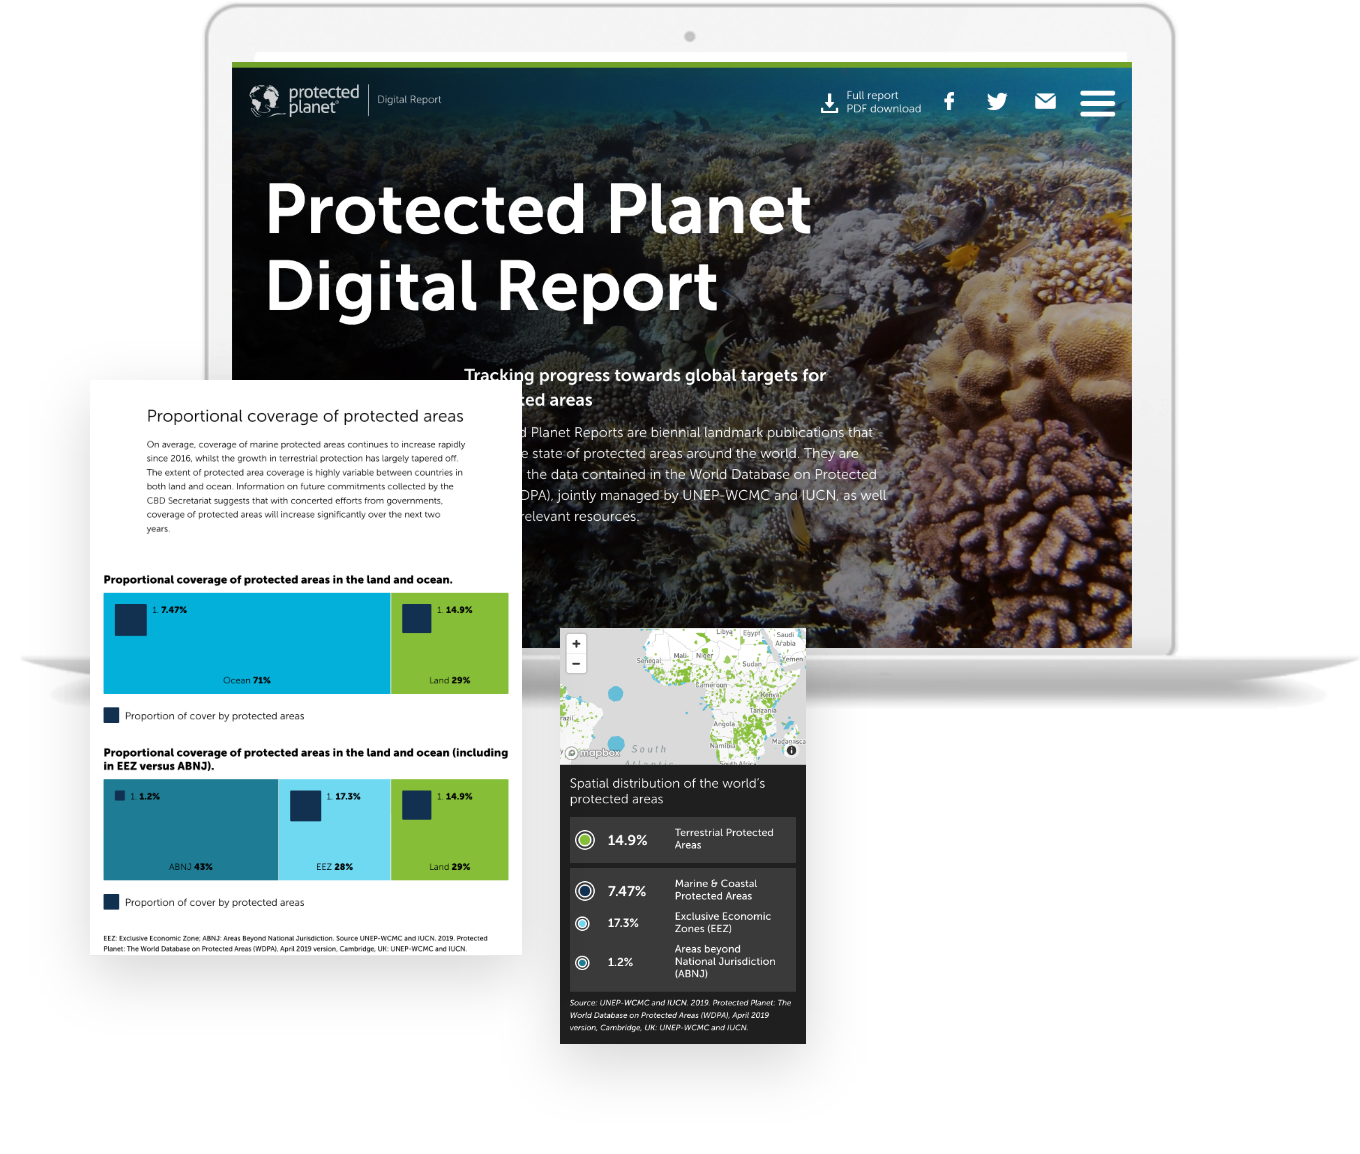 protected
planet®
Digital Report
Full report
PDF download
Protected Planet
Digital Report
Tracking progress towards global targets for
ted areas
d Planet Reports are biennial landmark publications that
e state of protected areas around the world. They are
the data contained in the World Database on Protected
DPA), jointly managed by UNEP-WCMC and IUCN, as well
relevant resources.
Proportional coverage of protected areas
On average, coverage of marine protected areas continues to increase rapidly
since 2016, whilst the growth in terrestrial protection has largely tapered off.
The extent of protected area coverage is highly variable between countries in
both land and ocean. Information on future commitments collected by the
CBD Secretariat suggests that with concerted efforts from governments,
coverage of protected areas will increase significantly over the next two
years.
Proportional coverage of protected areas in the land and ocean.
1. 7.47%
1. 14.9%
Ocean 71%
Land 29%
Proportion of cover by protected areas
Proportional coverage of protected areas in the land and ocean (including
in EEZ versus ABNJ).
1. 1.2%
1. 17.3%
1. 14.9%
ABNJ 43%
EEZ 28%
Land 29%
Proportion of cover by protected areas
EEZ: Exclusive Economic Zone; ABNJ: Areas Beyond National Jurisdiction. Source UNEP-WCMC and IUCN. 2019. Protected
Planet: The World Database on Protected Areas (WDPA), April 2019 version, Cambridge, UK: UNEP-WCMC and IUCN.
+
−
Libya
Egypt
Saudi
Arabia
Senegal
Mali
Niger
Sudan
Yemen
Cameroon
Kenya
Tanzania
razil
Angola
Namibia
Madagasca
South Africa
South
Atlantic
mapbox
Spatial distribution of the world's
protected areas
14.9%
Terrestrial Protected
Areas
7.47%
Marine & Coastal
Protected Areas
17.3%
Exclusive Economic
Zones (EEZ)
1.2%
Areas beyond
National Jurisdiction
(ABNJ)
Source: UNEP-WCMC and IUCN. 2019. Protected Planet: The
World Database on Protected Areas (WDPA), April 2019
version, Cambridge, UK: UNEP-WCMC and IUCN.